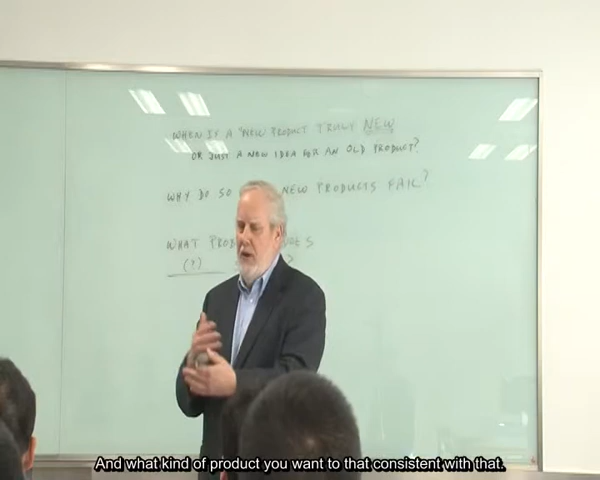 WHEN IS A "NEW PRODUCT TRULY NEW
OR JUST A NEW IDEA FOR AN OLD PRODUCT?
WHY DO SO NEW PRODUCTS FAIL?
WHAT
(?) ?
And what kind of product you want to that consistent with that.